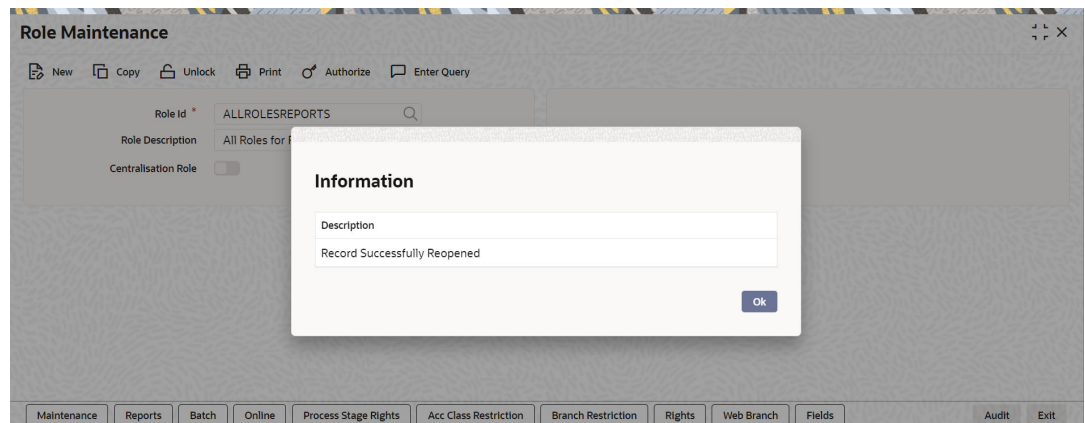 Role Maintenance
New Copy Unlock Print Authorize Enter Query
Role Id * ALLROLESREPORTS
Role Description All Roles for
Centralisation Role
Information
Description
Record Successfully Reopened
Ok
Maintenance Reports Batch Online Process Stage Rights Acc Class Restriction Branch Restriction Rights Web Branch Fields Audit Exit